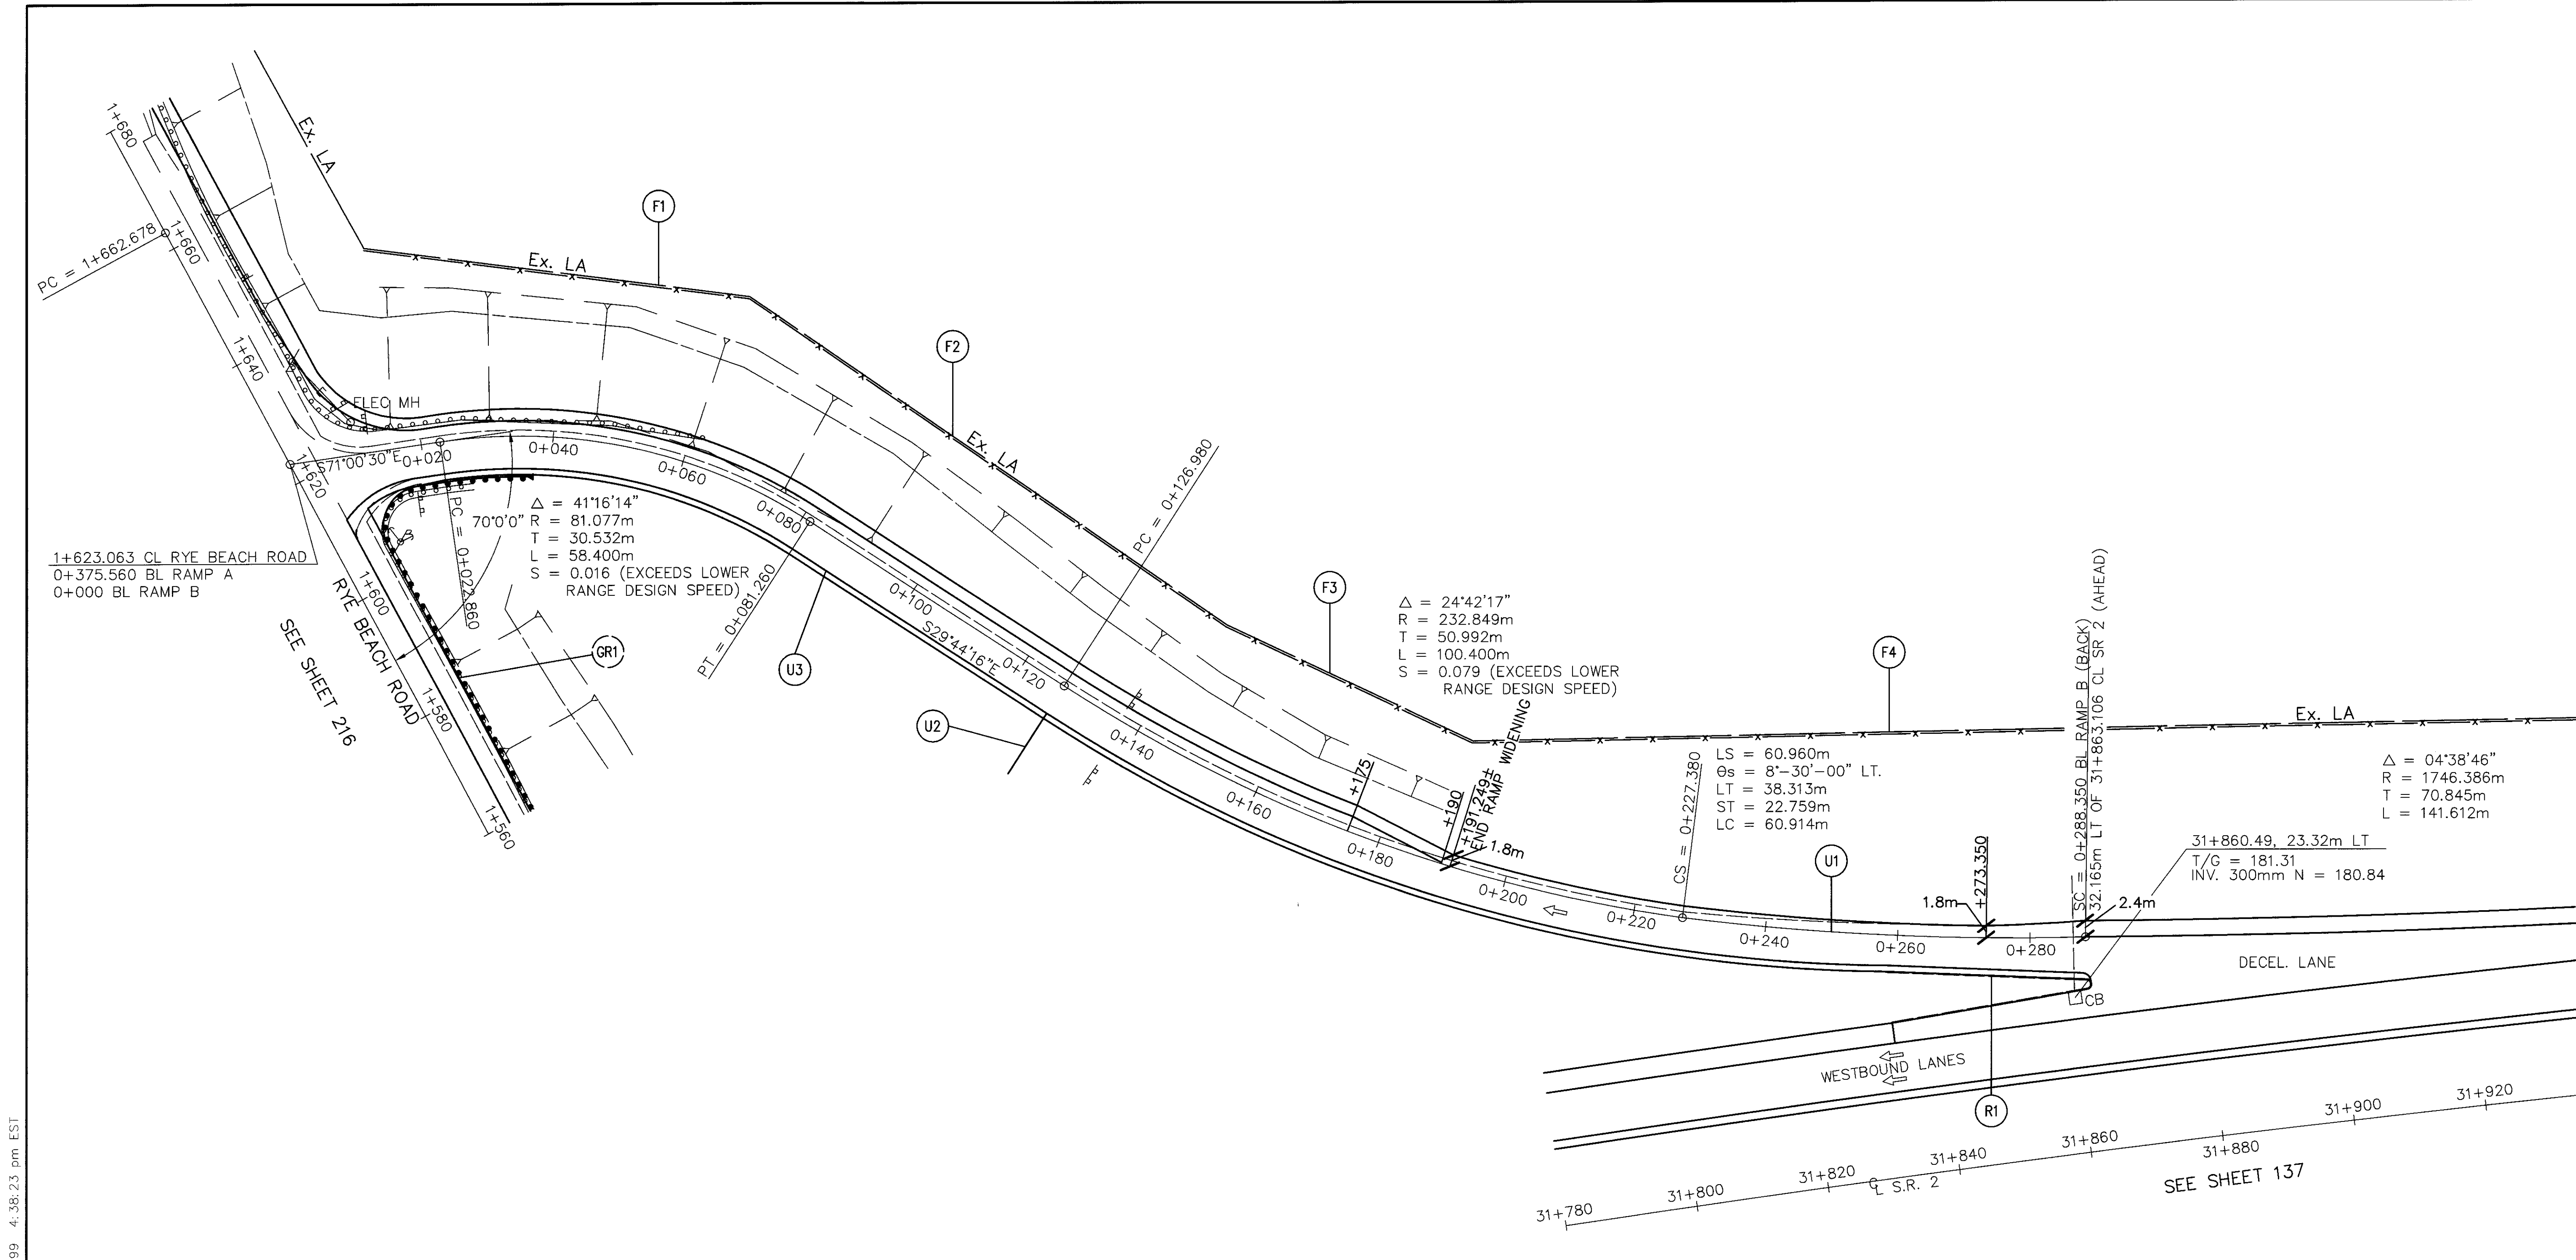 1+680
Ex. LA
PC = 1+662.678
1+660
F1
Ex. LA
1+640
F2
ELEC MH
Ex. LA
PC = 0+126.980
S71°00'30"E
0+020
0+040
0+060
0+080
1+620
PC = 0+022.860
70°0'0"
△ = 41°16'14"
R = 81.077m
T = 30.532m
L = 58.400m
S = 0.016 (EXCEEDS LOWER
RANGE DESIGN SPEED)
1+623.063 CL RYE BEACH ROAD
0+375.560 BL RAMP A
0+000 BL RAMP B
1+600
RYE BEACH ROAD
SEE SHEET 216
GR1
1+580
1+560
PT = 0+081.260
U3
0+100
S29°44'16"E
0+120
U2
0+140
0+160
F3
△ = 24°42'17"
R = 232.849m
T = 50.992m
L = 100.400m
S = 0.079 (EXCEEDS LOWER
RANGE DESIGN SPEED)
+175
+190
+191.249±
END RAMP WIDENING
1.8m
0+180
0+200
0+220
F4
CS = 0+227.380
LS = 60.960m
θs = 8°-30'-00" LT.
LT = 38.313m
ST = 22.759m
LC = 60.914m
U1
+273.350
1.8m
0+240
0+260
0+280
SC = 0+288.350 BL RAMP B (BACK)
32.165m LT OF 31+863.106 CL SR 2 (AHEAD)
2.4m
Ex. LA
△ = 04°38'46"
R = 1746.386m
T = 70.845m
L = 141.612m
31+860.49, 23.32m LT
T/G = 181.31
INV. 300mm N = 180.84
DECEL. LANE
CB
WESTBOUND LANES
R1
31+780
31+800
31+820
31+840
31+860
31+880
31+900
31+920
℄ S.R. 2
SEE SHEET 137
99 4:38:23 pm EST